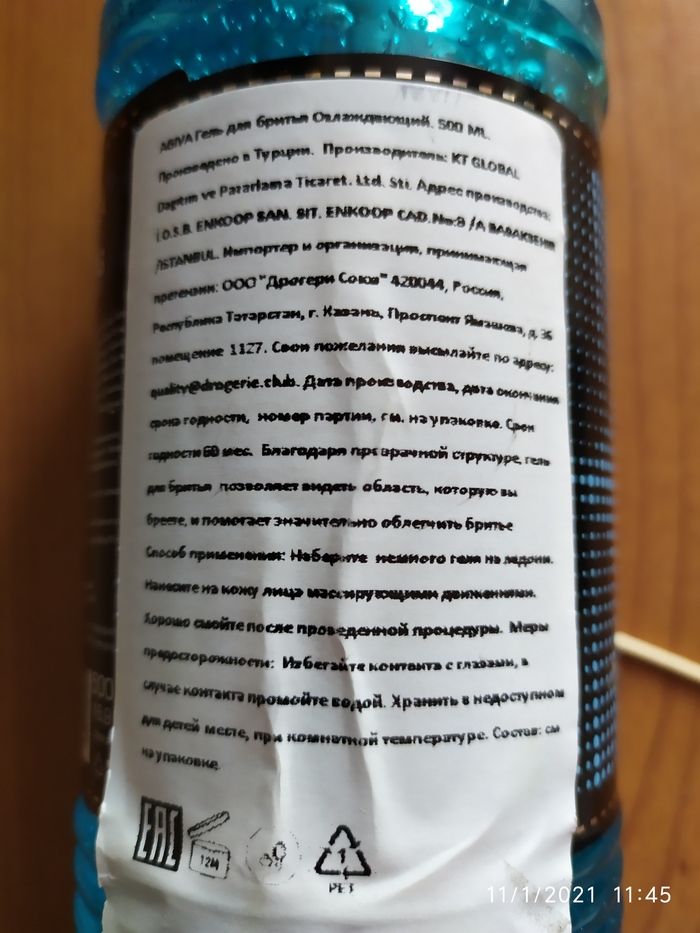 ABIVA Гель для бритья Охлаждающий. 500 ML.
Произведено в Турции. Производитель: KT GLOBAL
Dagitim ve Pazarlama Ticaret. Ltd. Sti. Адрес производства:
I.O.S.B. ENKOOP SAN. SIT. ENKOOP CAD.No:9 /A BASAKSEHIR
/ISTANBUL. Импортер и организация, принимающая
претензии: ООО "Дрогери Союз" 420044, Россия,
Республика Татарстан, г. Казань, Проспект Ямашева, д. 36
помещение 1127. Свои пожелания высылайте по адресу:
quality@drogerie.club. Дата производства, дата окончания
срока годности, номер партии, см. на упаковке. Срок
годности 60 мес. Благодаря прозрачной структуре, гель
для бритья позволяет видеть область, которую вы
бреете, и помогает значительно облегчить бритье
Способ применения: Наберите немного геля на ладони.
Нанесите на кожу лица массирующими движениями.
Хорошо смойте после проведенной процедуры. Меры
предосторожности: Избегайте контакта с глазами, в
случае контакта промойте водой. Хранить в недоступном
для детей месте, при комнатной температуре. Состав: см
на упаковке.
EAC
12M
1
PET
11/1/2021 11:45